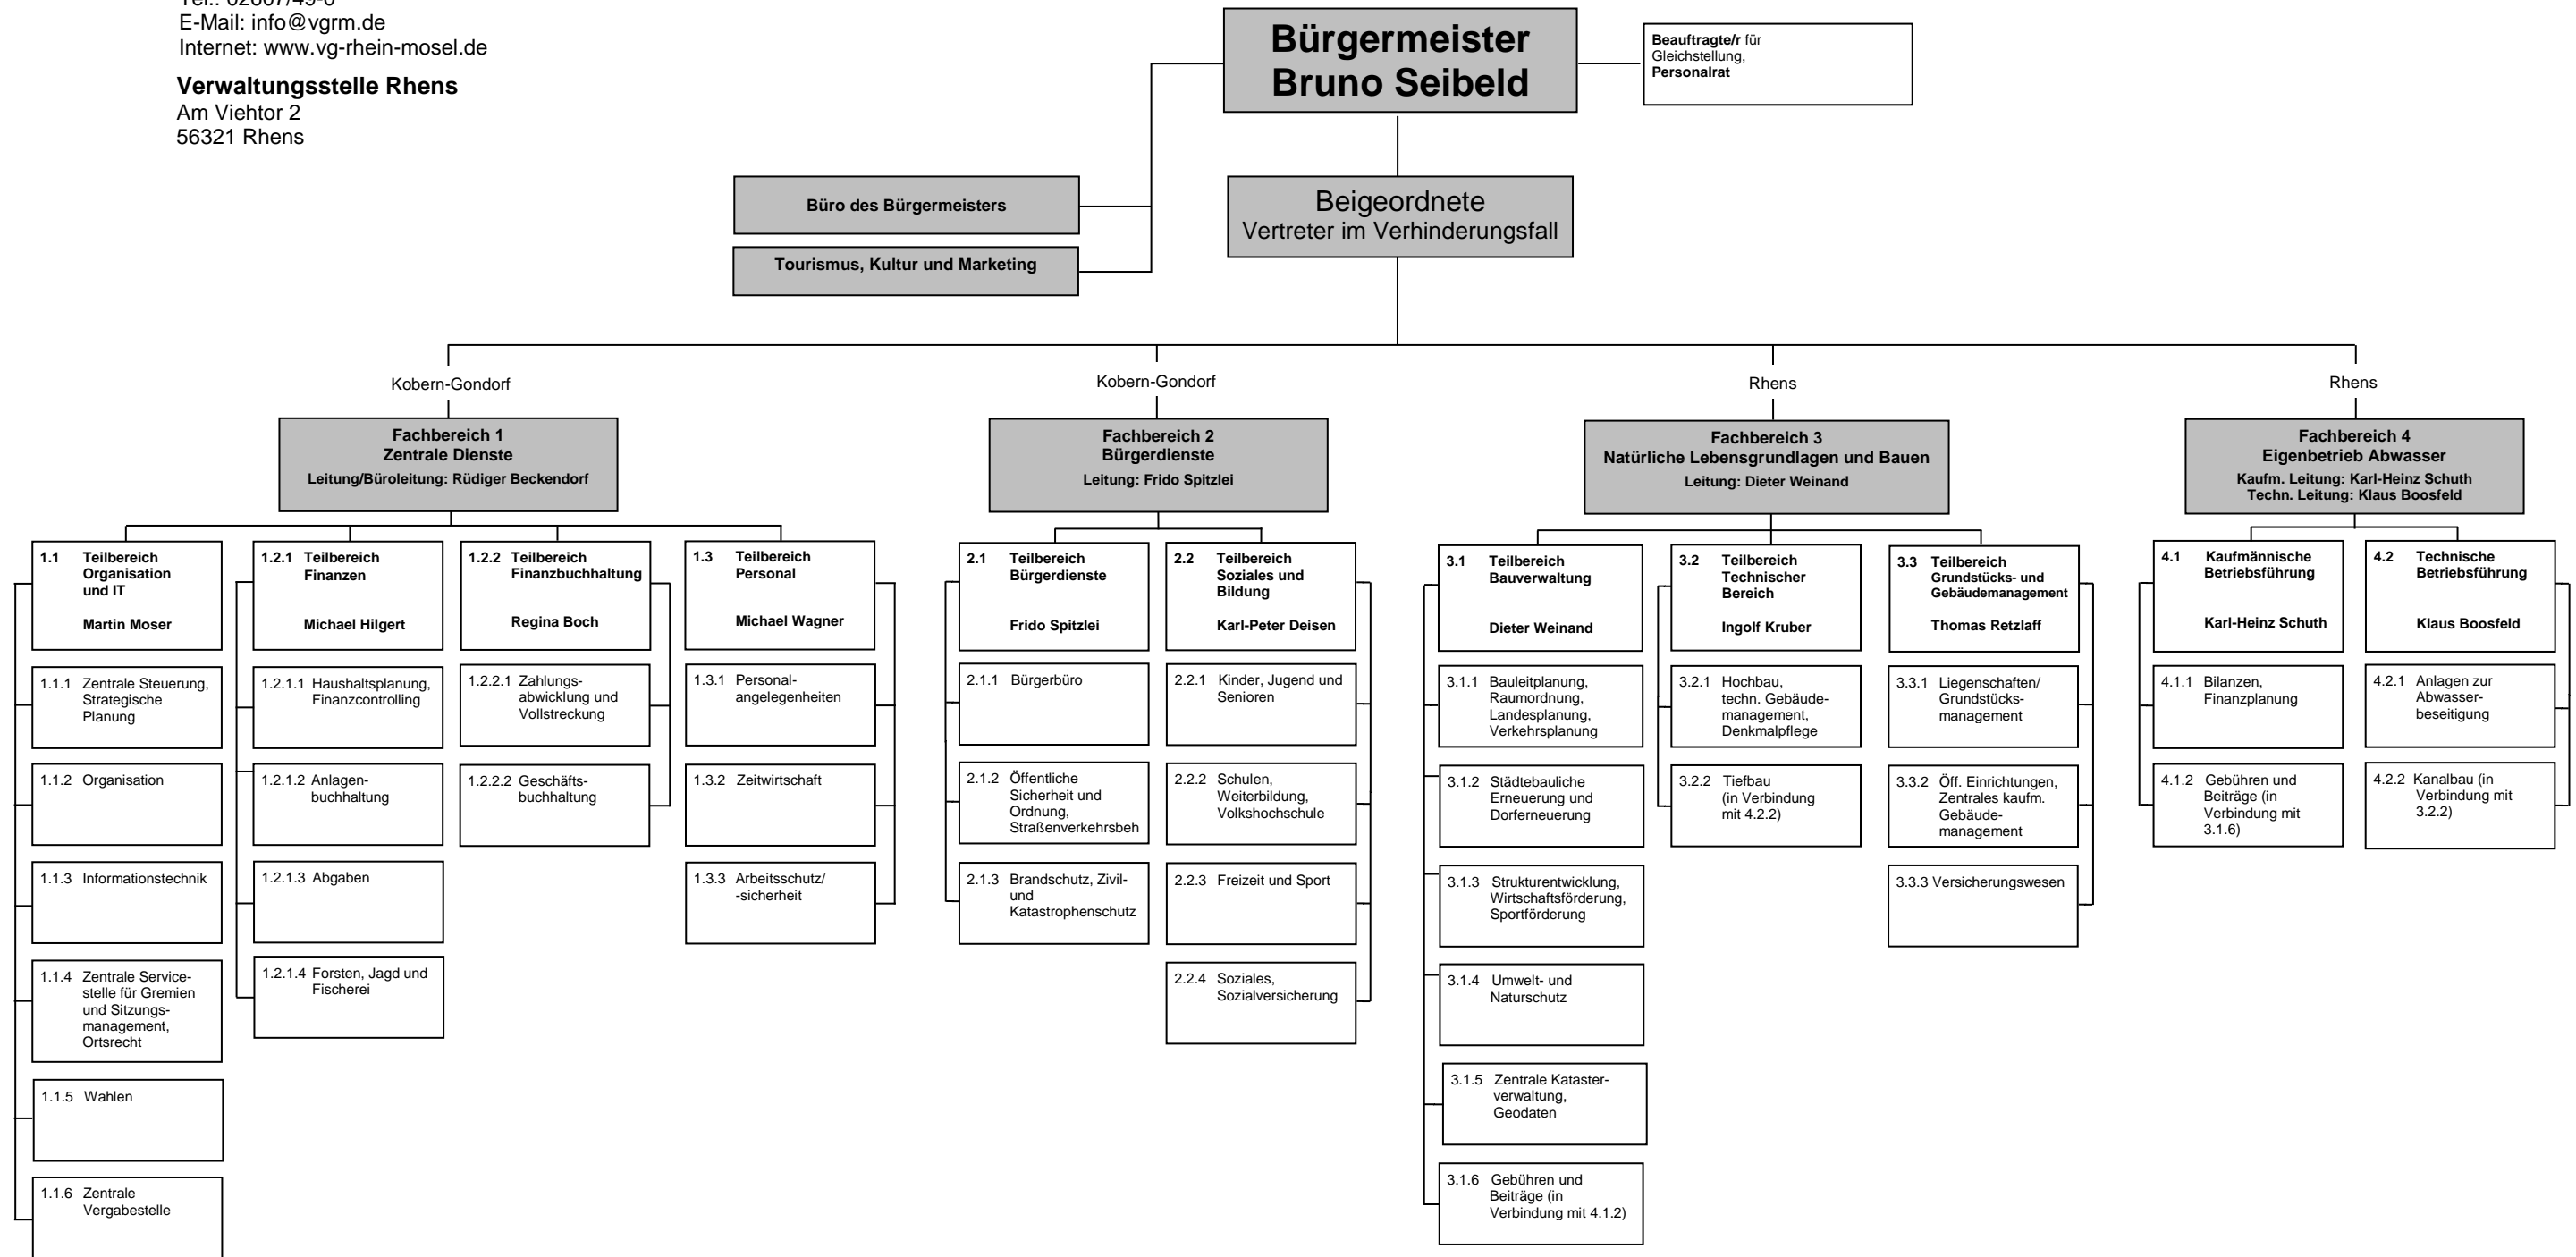 Tel.: 02607/49-0
E-Mail: info@vgrm.de
Internet: www.vg-rhein-mosel.de
Verwaltungsstelle Rhens
Am Viehtor 2
56321 Rhens
Bürgermeister
Bruno Seibeld
Beauftragte/r für
Gleichstellung,
Personalrat
Büro des Bürgermeisters
Tourismus, Kultur und Marketing
Beigeordnete
Vertreter im Verhinderungsfall
Kobern-Gondorf
Fachbereich 1
Zentrale Dienste
Leitung/Büroleitung: Rüdiger Beckendorf
1.1 Teilbereich
Organisation
und IT
Martin Moser
1.1.1 Zentrale Steuerung,
Strategische
Planung
1.1.2 Organisation
1.1.3 Informationstechnik
1.1.4 Zentrale Service-
stelle für Gremien
und Sitzungs-
management,
Ortsrecht
1.1.5 Wahlen
1.1.6 Zentrale
Vergabestelle
1.2.1 Teilbereich
Finanzen
Michael Hilgert
1.2.1.1 Haushaltsplanung,
Finanzcontrolling
1.2.1.2 Anlagen-
buchhaltung
1.2.1.3 Abgaben
1.2.1.4 Forsten, Jagd und
Fischerei
1.2.2 Teilbereich
Finanzbuchhaltung
Regina Boch
1.2.2.1 Zahlungs-
abwicklung und
Vollstreckung
1.2.2.2 Geschäfts-
buchhaltung
1.3 Teilbereich
Personal
Michael Wagner
1.3.1 Personal-
angelegenheiten
1.3.2 Zeitwirtschaft
1.3.3 Arbeitsschutz/
-sicherheit
Kobern-Gondorf
Fachbereich 2
Bürgerdienste
Leitung: Frido Spitzlei
2.1 Teilbereich
Bürgerdienste
Frido Spitzlei
2.1.1 Bürgerbüro
2.1.2 Öffentliche
Sicherheit und
Ordnung,
Straßenverkehrsbeh
2.1.3 Brandschutz, Zivil-
und
Katastrophenschutz
2.2 Teilbereich
Soziales und
Bildung
Karl-Peter Deisen
2.2.1 Kinder, Jugend und
Senioren
2.2.2 Schulen,
Weiterbildung,
Volkshochschule
2.2.3 Freizeit und Sport
2.2.4 Soziales,
Sozialversicherung
Rhens
Fachbereich 3
Natürliche Lebensgrundlagen und Bauen
Leitung: Dieter Weinand
3.1 Teilbereich
Bauverwaltung
Dieter Weinand
3.1.1 Bauleitplanung,
Raumordnung,
Landesplanung,
Verkehrsplanung
3.1.2 Städtebauliche
Erneuerung und
Dorferneuerung
3.1.3 Strukturentwicklung,
Wirtschaftsförderung,
Sportförderung
3.1.4 Umwelt- und
Naturschutz
3.1.5 Zentrale Kataster-
verwaltung,
Geodaten
3.1.6 Gebühren und
Beiträge (in
Verbindung mit 4.1.2)
3.2 Teilbereich
Technischer
Bereich
Ingolf Kruber
3.2.1 Hochbau,
techn. Gebäude-
management,
Denkmalpflege
3.2.2 Tiefbau
(in Verbindung
mit 4.2.2)
3.3 Teilbereich
Grundstücks- und
Gebäudemanagement
Thomas Retzlaff
3.3.1 Liegenschaften/
Grundstücks-
management
3.3.2 Öff. Einrichtungen,
Zentrales kaufm.
Gebäude-
management
3.3.3 Versicherungswesen
Rhens
Fachbereich 4
Eigenbetrieb Abwasser
Kaufm. Leitung: Karl-Heinz Schuth
Techn. Leitung: Klaus Boosfeld
4.1 Kaufmännische
Betriebsführung
Karl-Heinz Schuth
4.1.1 Bilanzen,
Finanzplanung
4.1.2 Gebühren und
Beiträge (in
Verbindung mit
3.1.6)
4.2 Technische
Betriebsführung
Klaus Boosfeld
4.2.1 Anlagen zur
Abwasser-
beseitigung
4.2.2 Kanalbau (in
Verbindung mit
3.2.2)